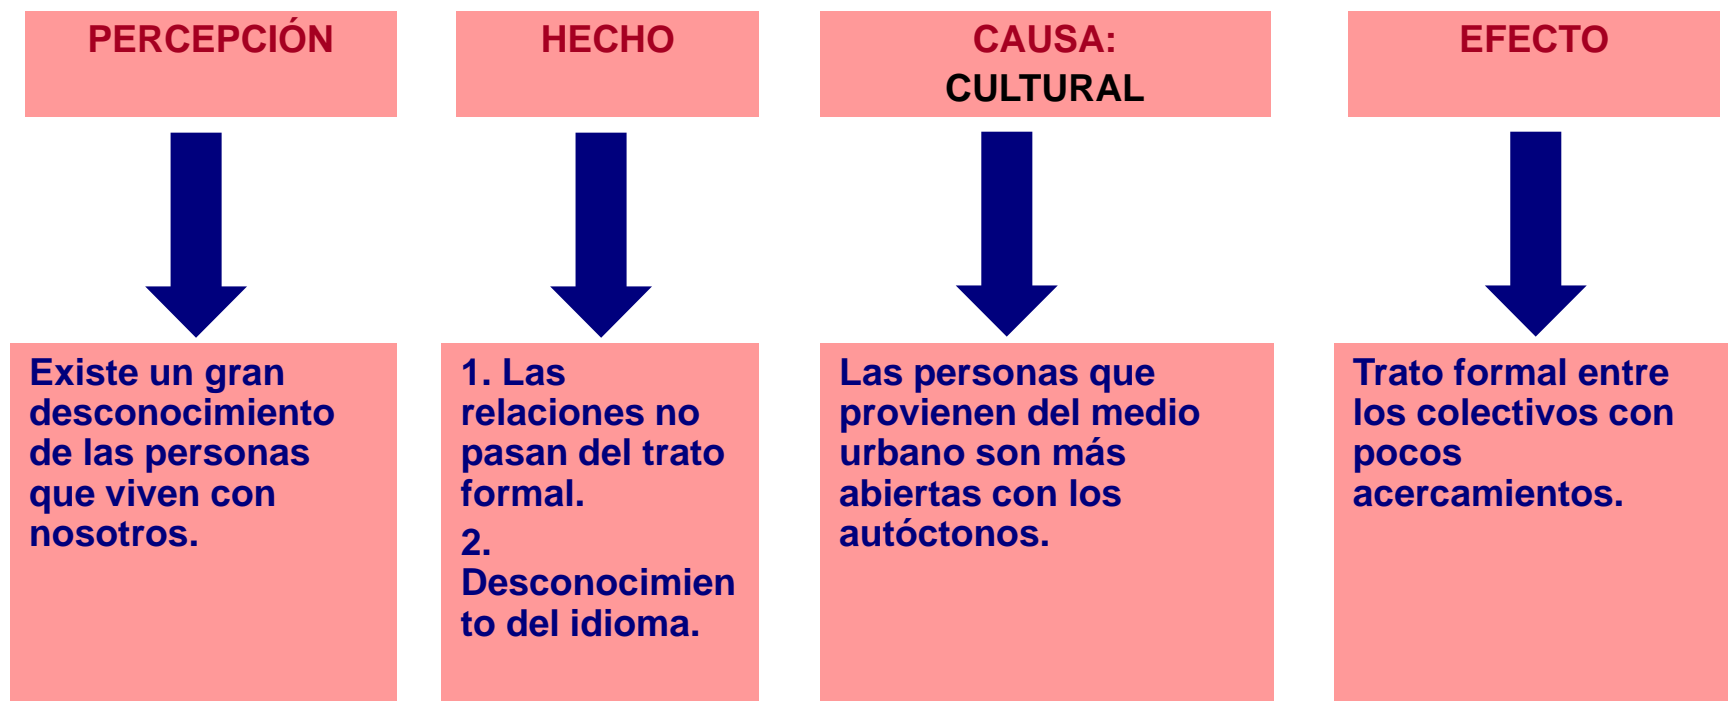 PERCEPCIÓN
HECHO
CAUSA:
CULTURAL
EFECTO
Existe un gran
desconocimiento
de las personas
que viven con
nosotros.
1. Las
relaciones no
pasan del trato
formal.
2.
Desconocimien
to del idioma.
Las personas que
provienen del medio
urbano son más
abiertas con los
autóctonos.
Trato formal entre
los colectivos con
pocos
acercamientos.